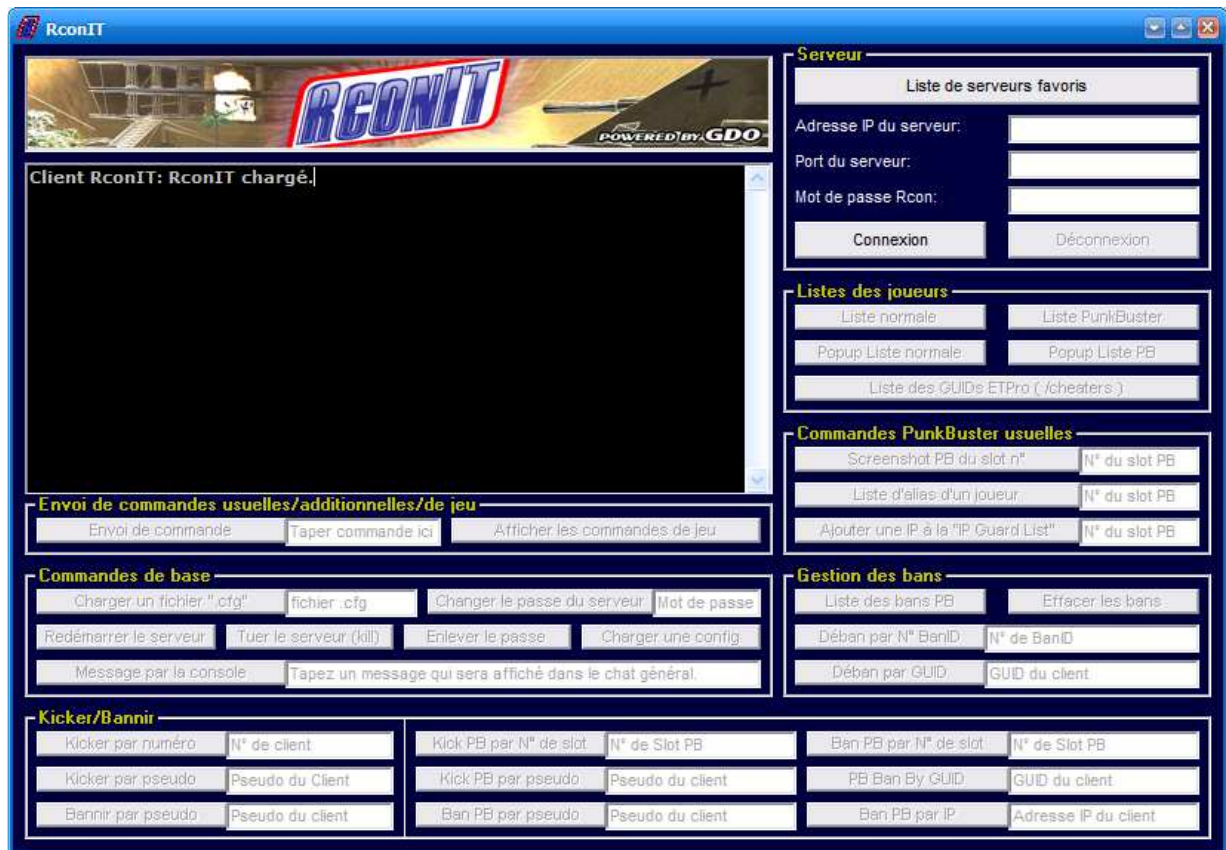 RconIT
RCONIT
POWERED BY GDO
Client RconIT: RconIT chargé.
Serveur
Liste de serveurs favoris
Adresse IP du serveur:
Port du serveur:
Mot de passe Rcon:
Connexion Déconnexion
Listes des joueurs
Liste normale Liste PunkBuster
Popup Liste normale Popup Liste PB
Liste des GUIDs ETPro ( /cheaters )
Commandes PunkBuster usuelles
Screenshot PB du slot n° N° du slot PB
Liste d'alias d'un joueur N° du slot PB
Ajouter une IP à la "IP Guard List" N° du slot PB
Envoi de commandes usuelles/additionnelles/de jeu
Envoi de commande Taper commande ici Afficher les commandes de jeu
Commandes de base
Charger un fichier ".cfg" fichier .cfg Changer le passe du serveur Mot de passe
Redémarrer le serveur Tuer le serveur (kill) Enlever le passe Charger une config
Message par la console Tapez un message qui sera affiché dans le chat général.
Gestion des bans
Liste des bans PB Effacer les bans
Déban par N° BanID N° de BanID
Déban par GUID GUID du client
Kicker/Bannir
Kicker par numéro N° de client Kick PB par N° de slot N° de Slot PB Ban PB par N° de slot N° de Slot PB
Kicker par pseudo Pseudo du Client Kick PB par pseudo Pseudo du client PB Ban By GUID GUID du client
Bannir par pseudo Pseudo du client Ban PB par pseudo Pseudo du client Ban PB par IP Adresse IP du client